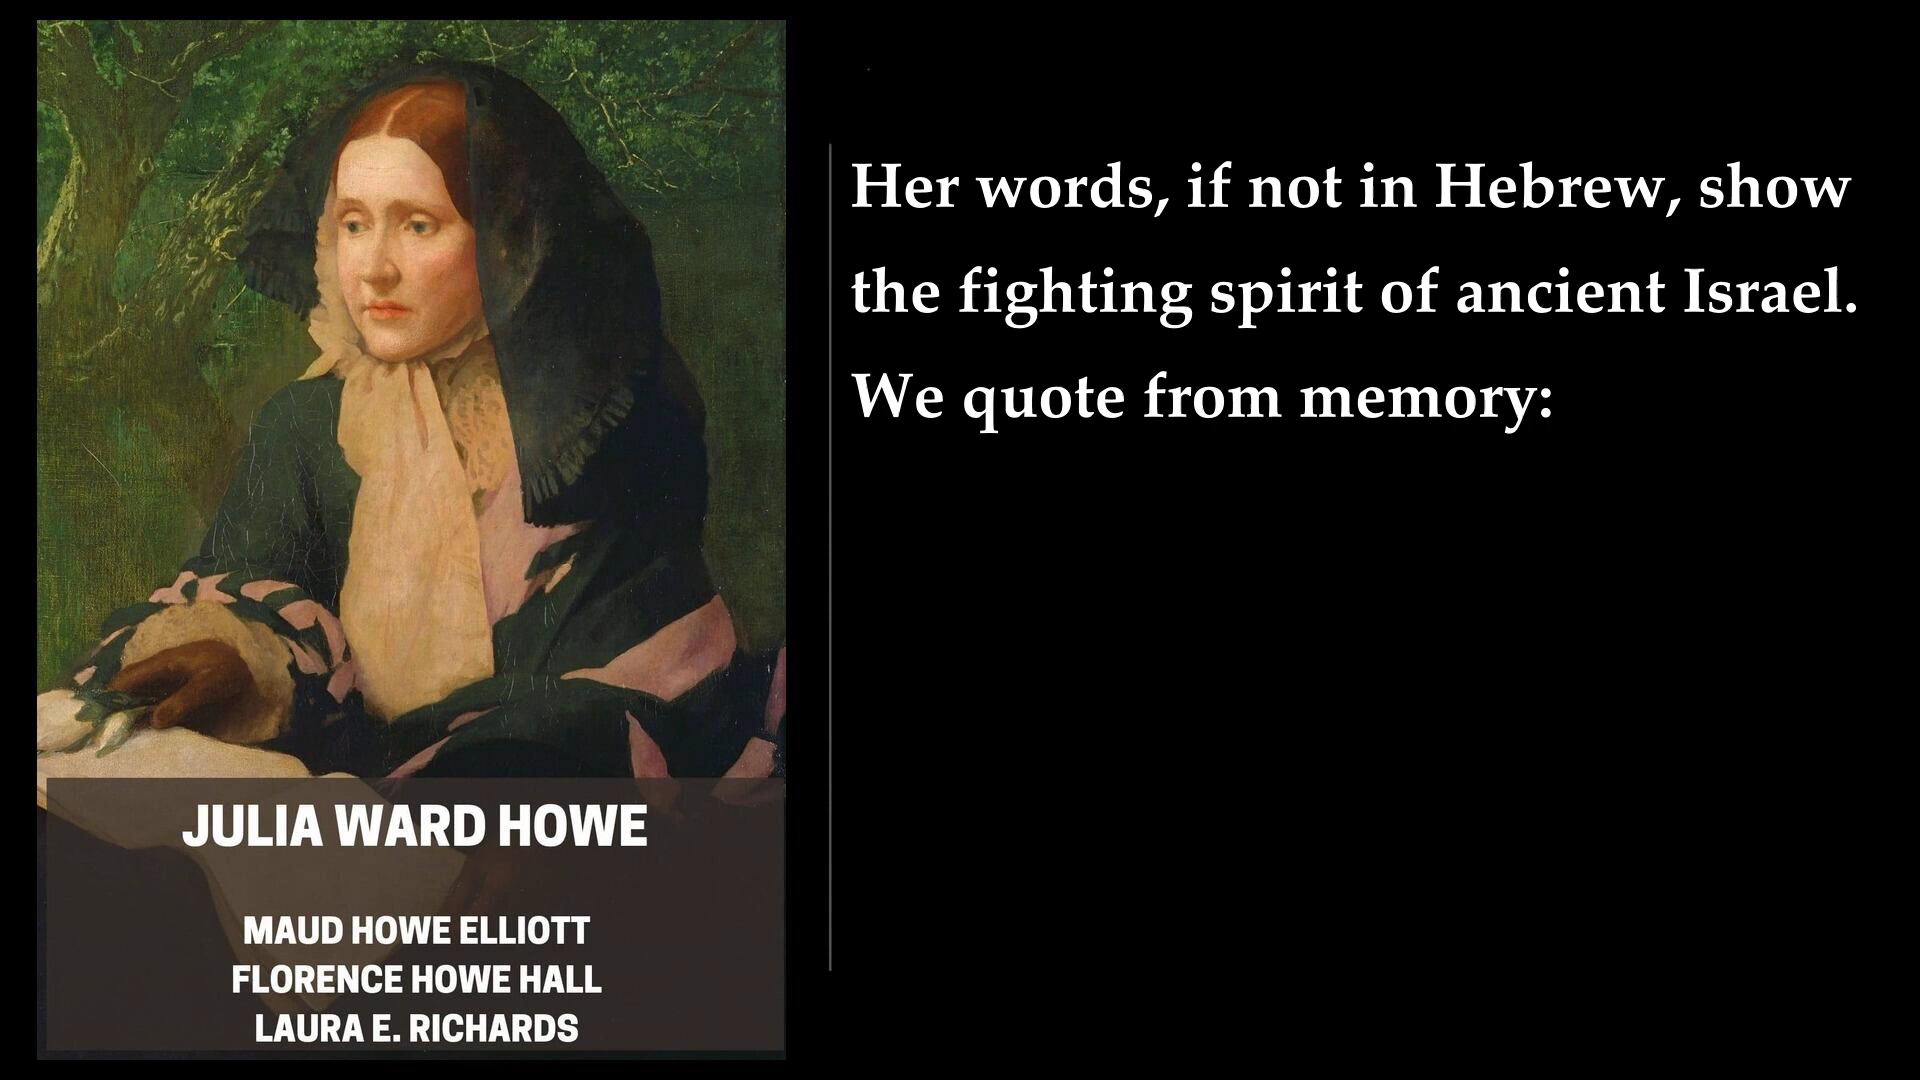 Her words, if not in Hebrew, show
the fighting spirit of ancient Israel.
We quote from memory:
JULIA WARD HOWE
MAUD HOWE ELLIOTT
FLORENCE HOWE HALL
LAURA E. RICHARDS